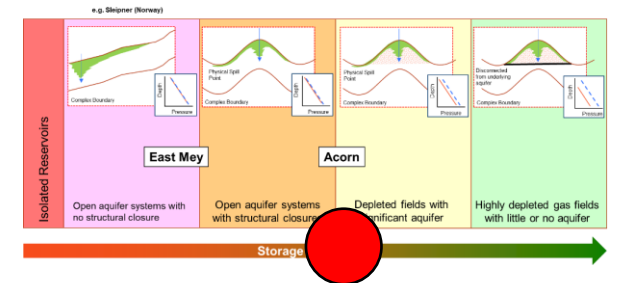 e.g. Sleipner (Norway)
Isolated Reservoirs
Complex Boundary
Depth
Pressure
Open aquifer systems with
no structural closure
East Mey
Physical Spill
Point
Complex Boundary
Depth
Pressure
Open aquifer systems
with structural closure
Acorn
Physical Spill
Point
Complex Boundary
Depth
Pressure
Depleted fields with
aquifer
Disconnected
from underlying
aquifer
Complex Boundary
Depth
Pressure
Highly depleted gas fields
with little or no aquifer
Storage